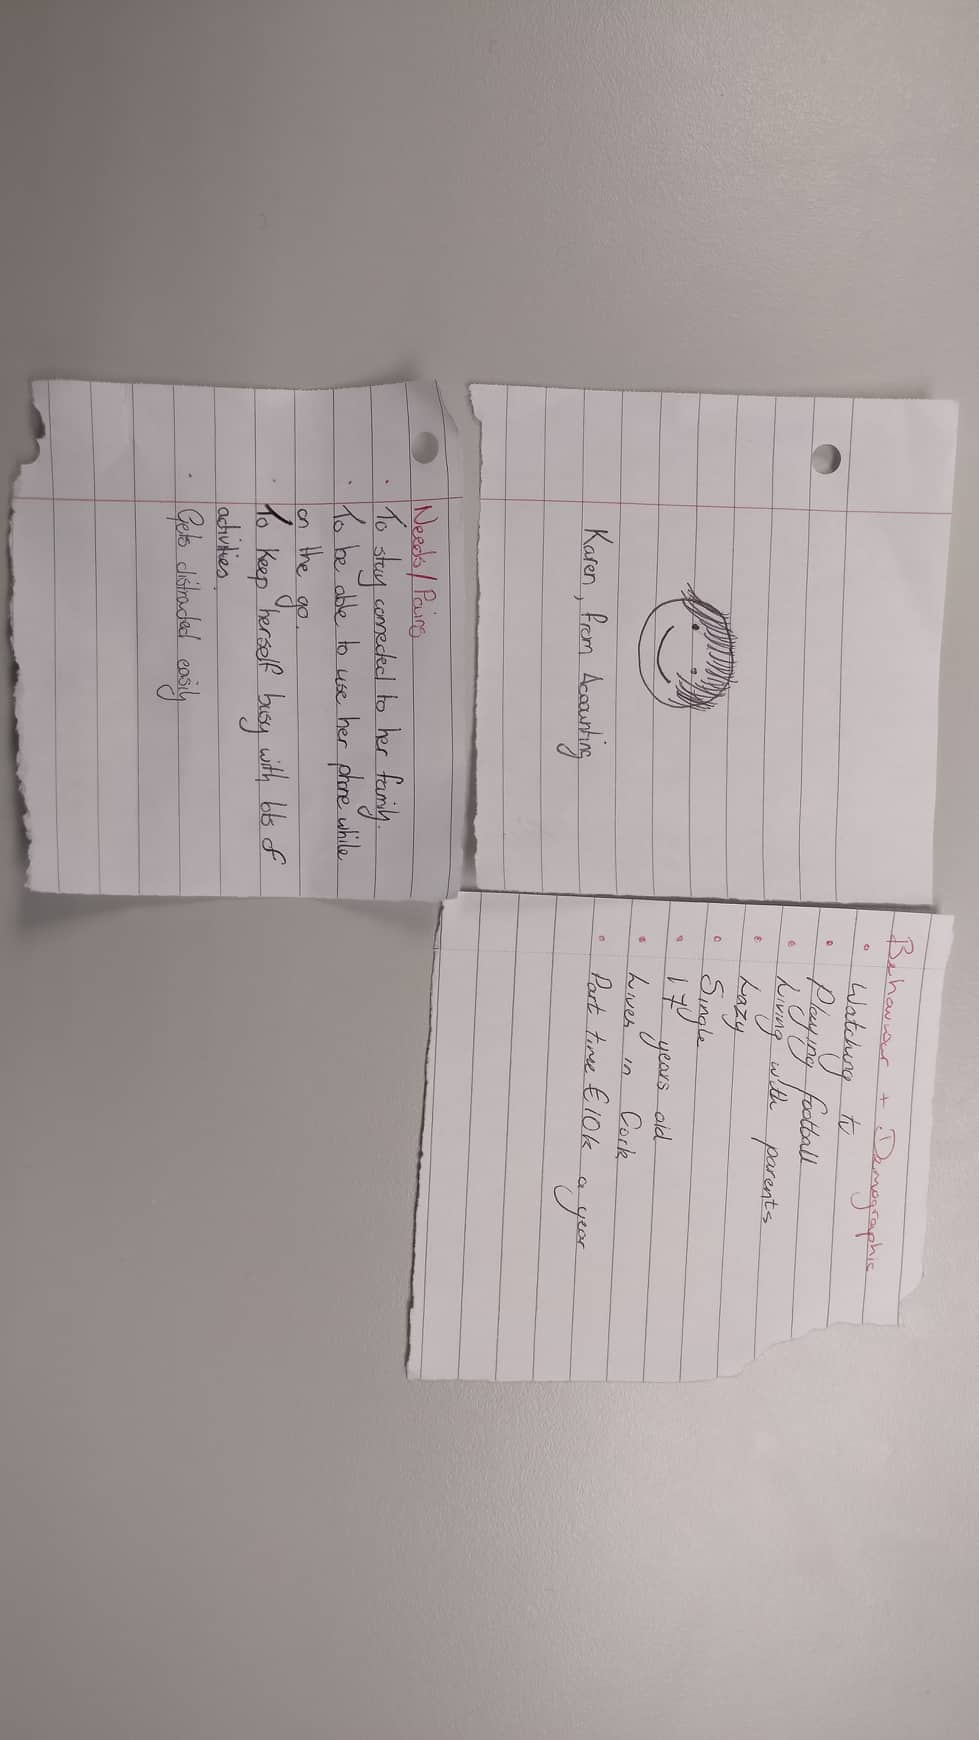 Karen, from Accounting
Behaviour + Demographic
• Watching tv
• Playing football
• Living with parents
• Lazy
• Single
• 17 years old
• Lives in Cork
• Part time €10k a year
Needs/Pains
• To stay connected to her family.
• To be able to use her phone while
on the go.
• To keep herself busy with lots of
activities.
• Gets distracted easily